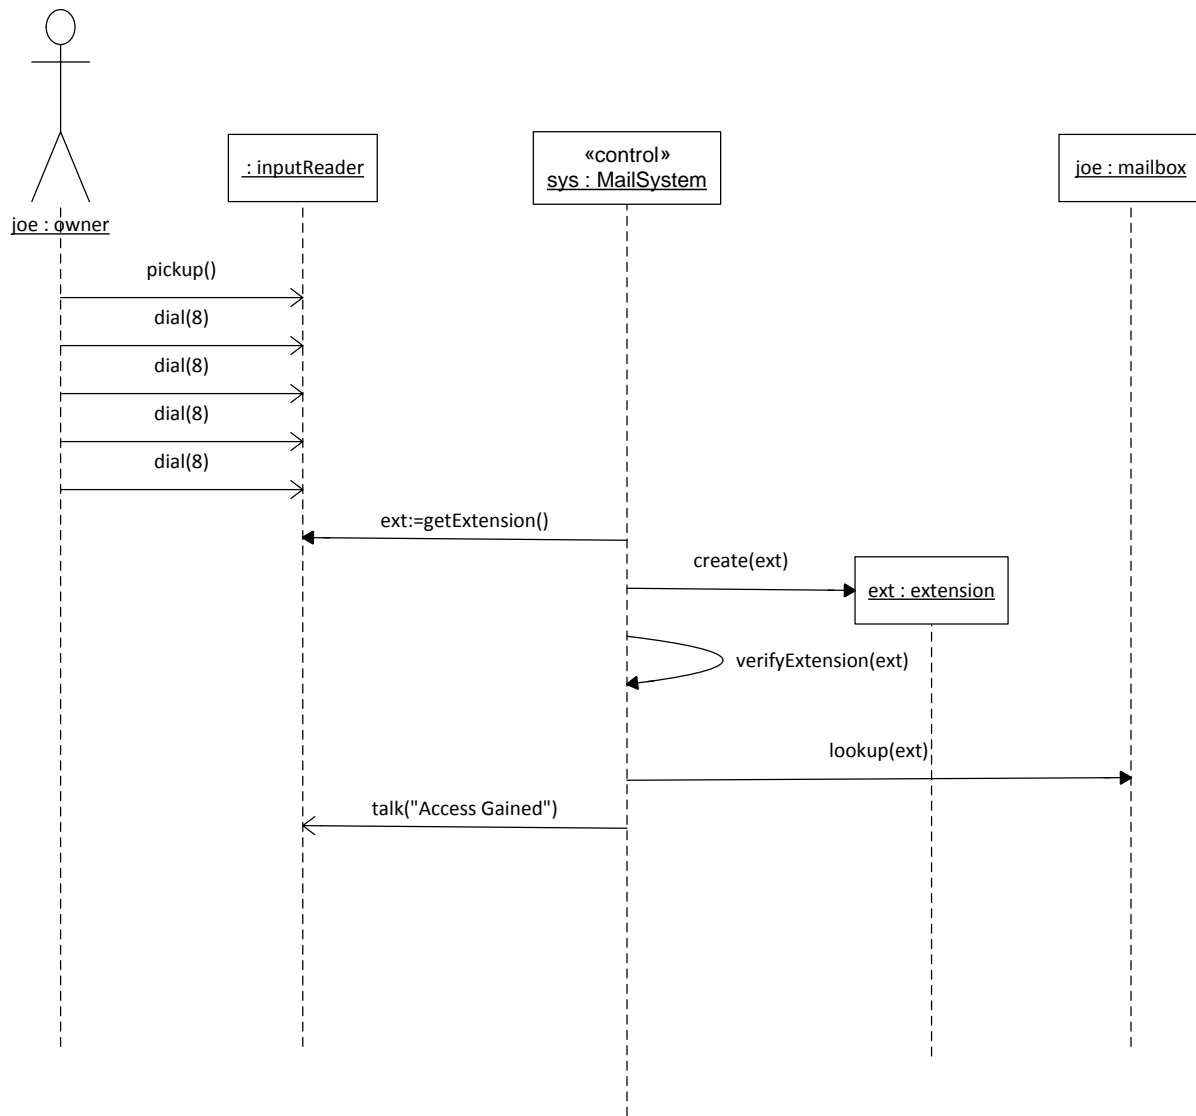 : inputReader
«control»
sys : MailSystem
joe : mailbox
joe : owner
pickup()
dial(8)
dial(8)
dial(8)
dial(8)
ext:=getExtension()
create(ext)
ext : extension
verifyExtension(ext)
lookup(ext)
talk("Access Gained")